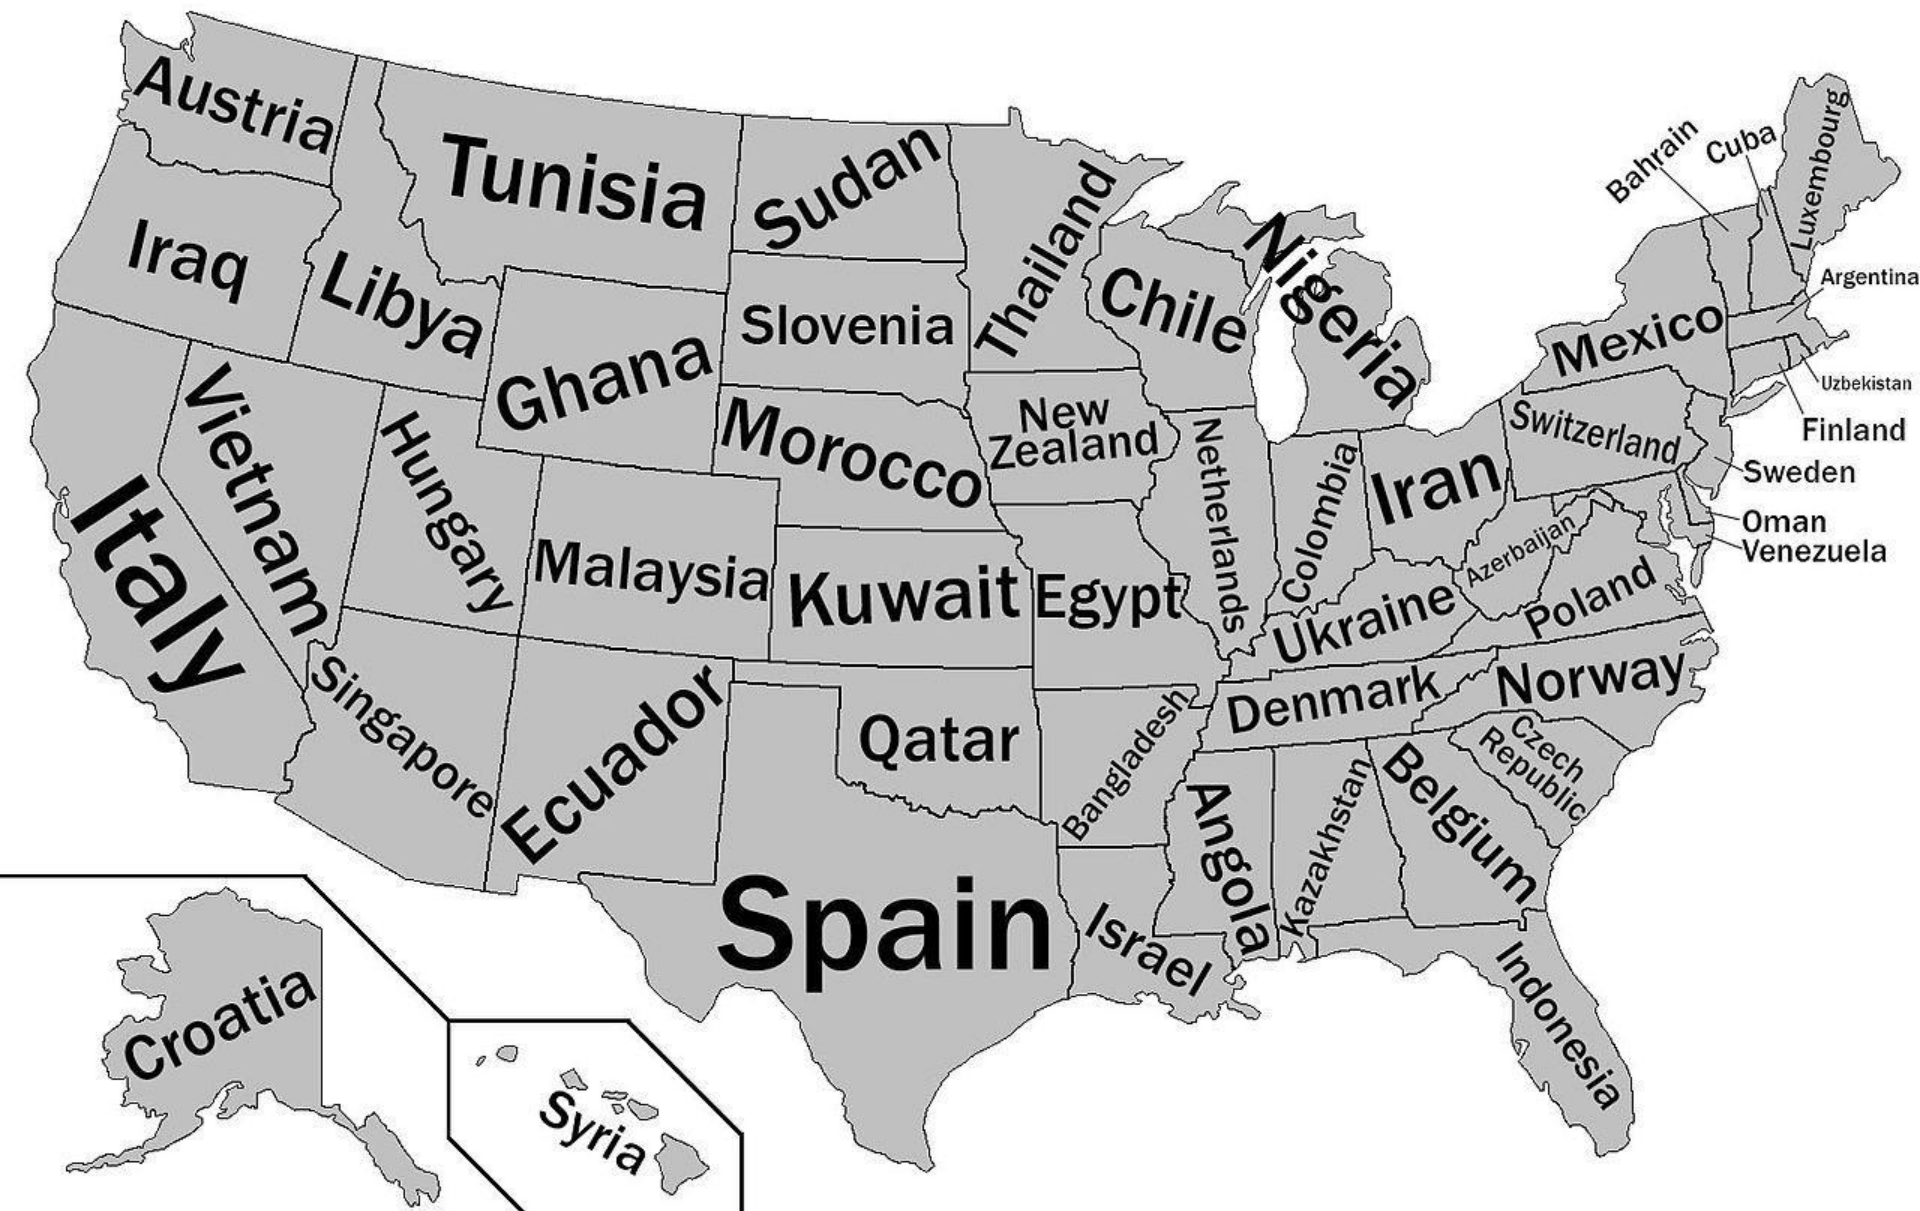 Austria
Tunisia
Sudan
Thailand
Iraq
Libya
Ghana
Slovenia
Chile
Nigeria
Bahrain
Cuba
Luxembourg
Argentina
Mexico
Uzbekistan
Finland
Switzerland
Sweden
Oman
Venezuela
Vietnam
Hungary
Morocco
New
Zealand
Netherlands
Colombia
Iran
Azerbaijan
Poland
Italy
Malaysia
Kuwait
Egypt
Ukraine
Singapore
Ecuador
Qatar
Bangladesh
Denmark
Norway
Czech
Republic
Spain
Israel
Angola
Kazakhstan
Belgium
Indonesia
Croatia
Syria